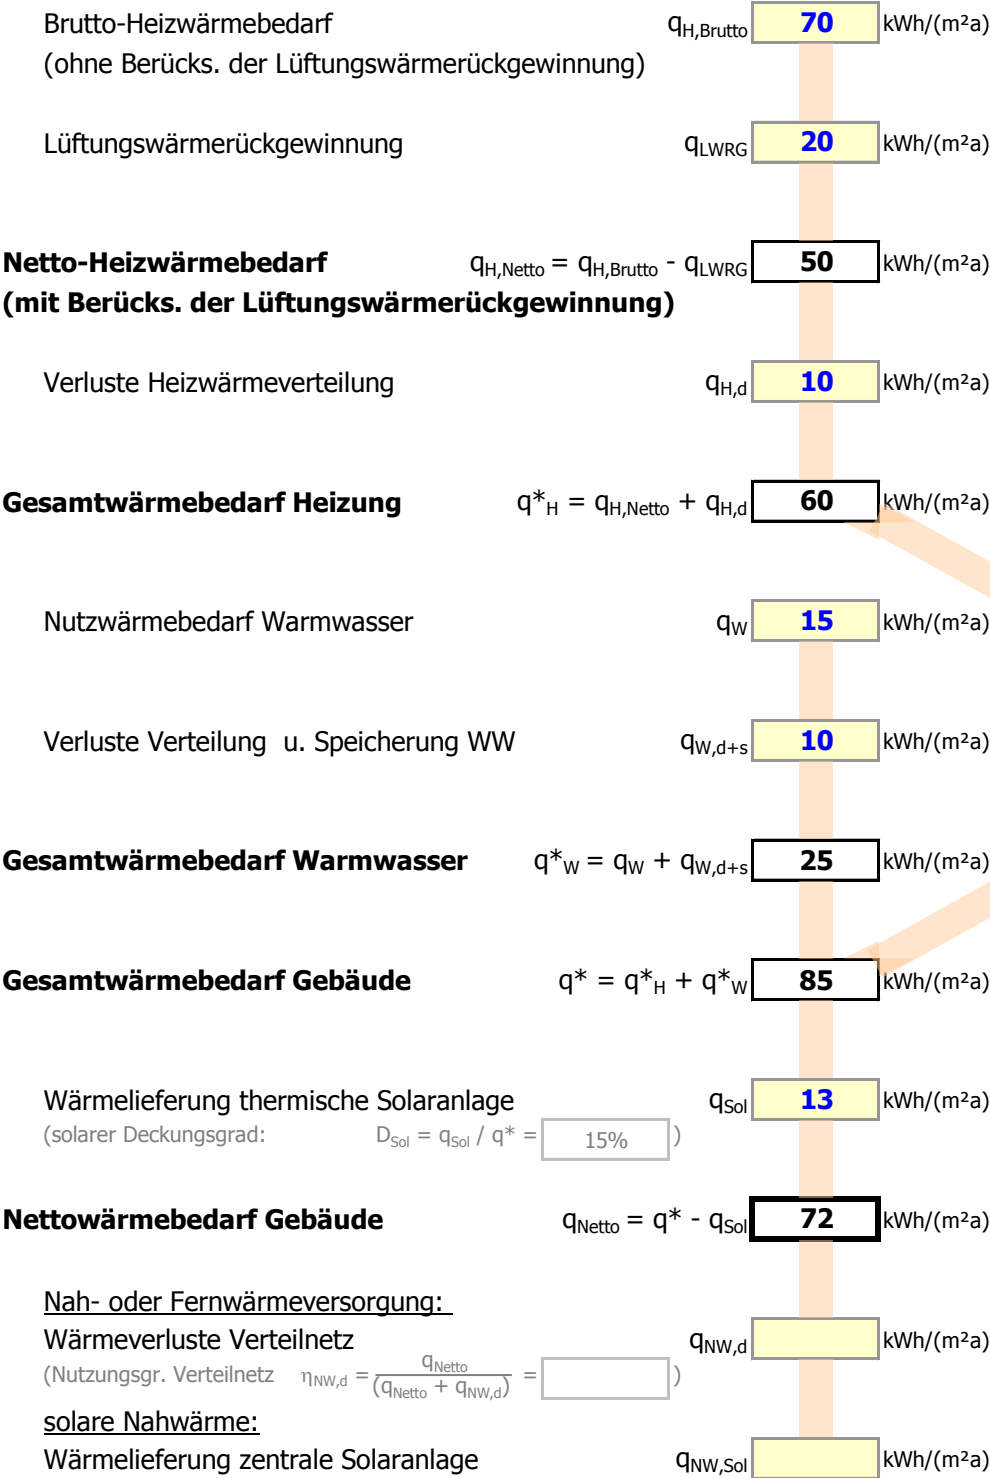 Brutto-Heizwärmebedarf q_H,Brutto 70 kWh/(m²a)
(ohne Berücks. der Lüftungswärmerückgewinnung)
Lüftungswärmerückgewinnung q_LWRG 20 kWh/(m²a)
Netto-Heizwärmebedarf q_H,Netto = q_H,Brutto - q_LWRG 50 kWh/(m²a)
(mit Berücks. der Lüftungswärmerückgewinnung)
Verluste Heizwärmeverteilung q_H,d 10 kWh/(m²a)
Gesamtwärmebedarf Heizung q*_H = q_H,Netto + q_H,d 60 kWh/(m²a)
Nutzwärmebedarf Warmwasser q_W 15 kWh/(m²a)
Verluste Verteilung u. Speicherung WW q_W,d+s 10 kWh/(m²a)
Gesamtwärmebedarf Warmwasser q*_W = q_W + q_W,d+s 25 kWh/(m²a)
Gesamtwärmebedarf Gebäude q* = q*_H + q*_W 85 kWh/(m²a)
Wärmelieferung thermische Solaranlage q_Sol 13 kWh/(m²a)
(solarer Deckungsgrad: D_Sol = q_Sol / q* = 15% )
Nettowärmebedarf Gebäude q_Netto = q* - q_Sol 72 kWh/(m²a)
Nah- oder Fernwärmeversorgung:
Wärmeverluste Verteilnetz q_NW,d kWh/(m²a)
(Nutzungsgr. Verteilnetz η_NW,d = q_Netto / (q_Netto + q_NW,d) = )
solare Nahwärme:
Wärmelieferung zentrale Solaranlage q_NW,Sol kWh/(m²a)